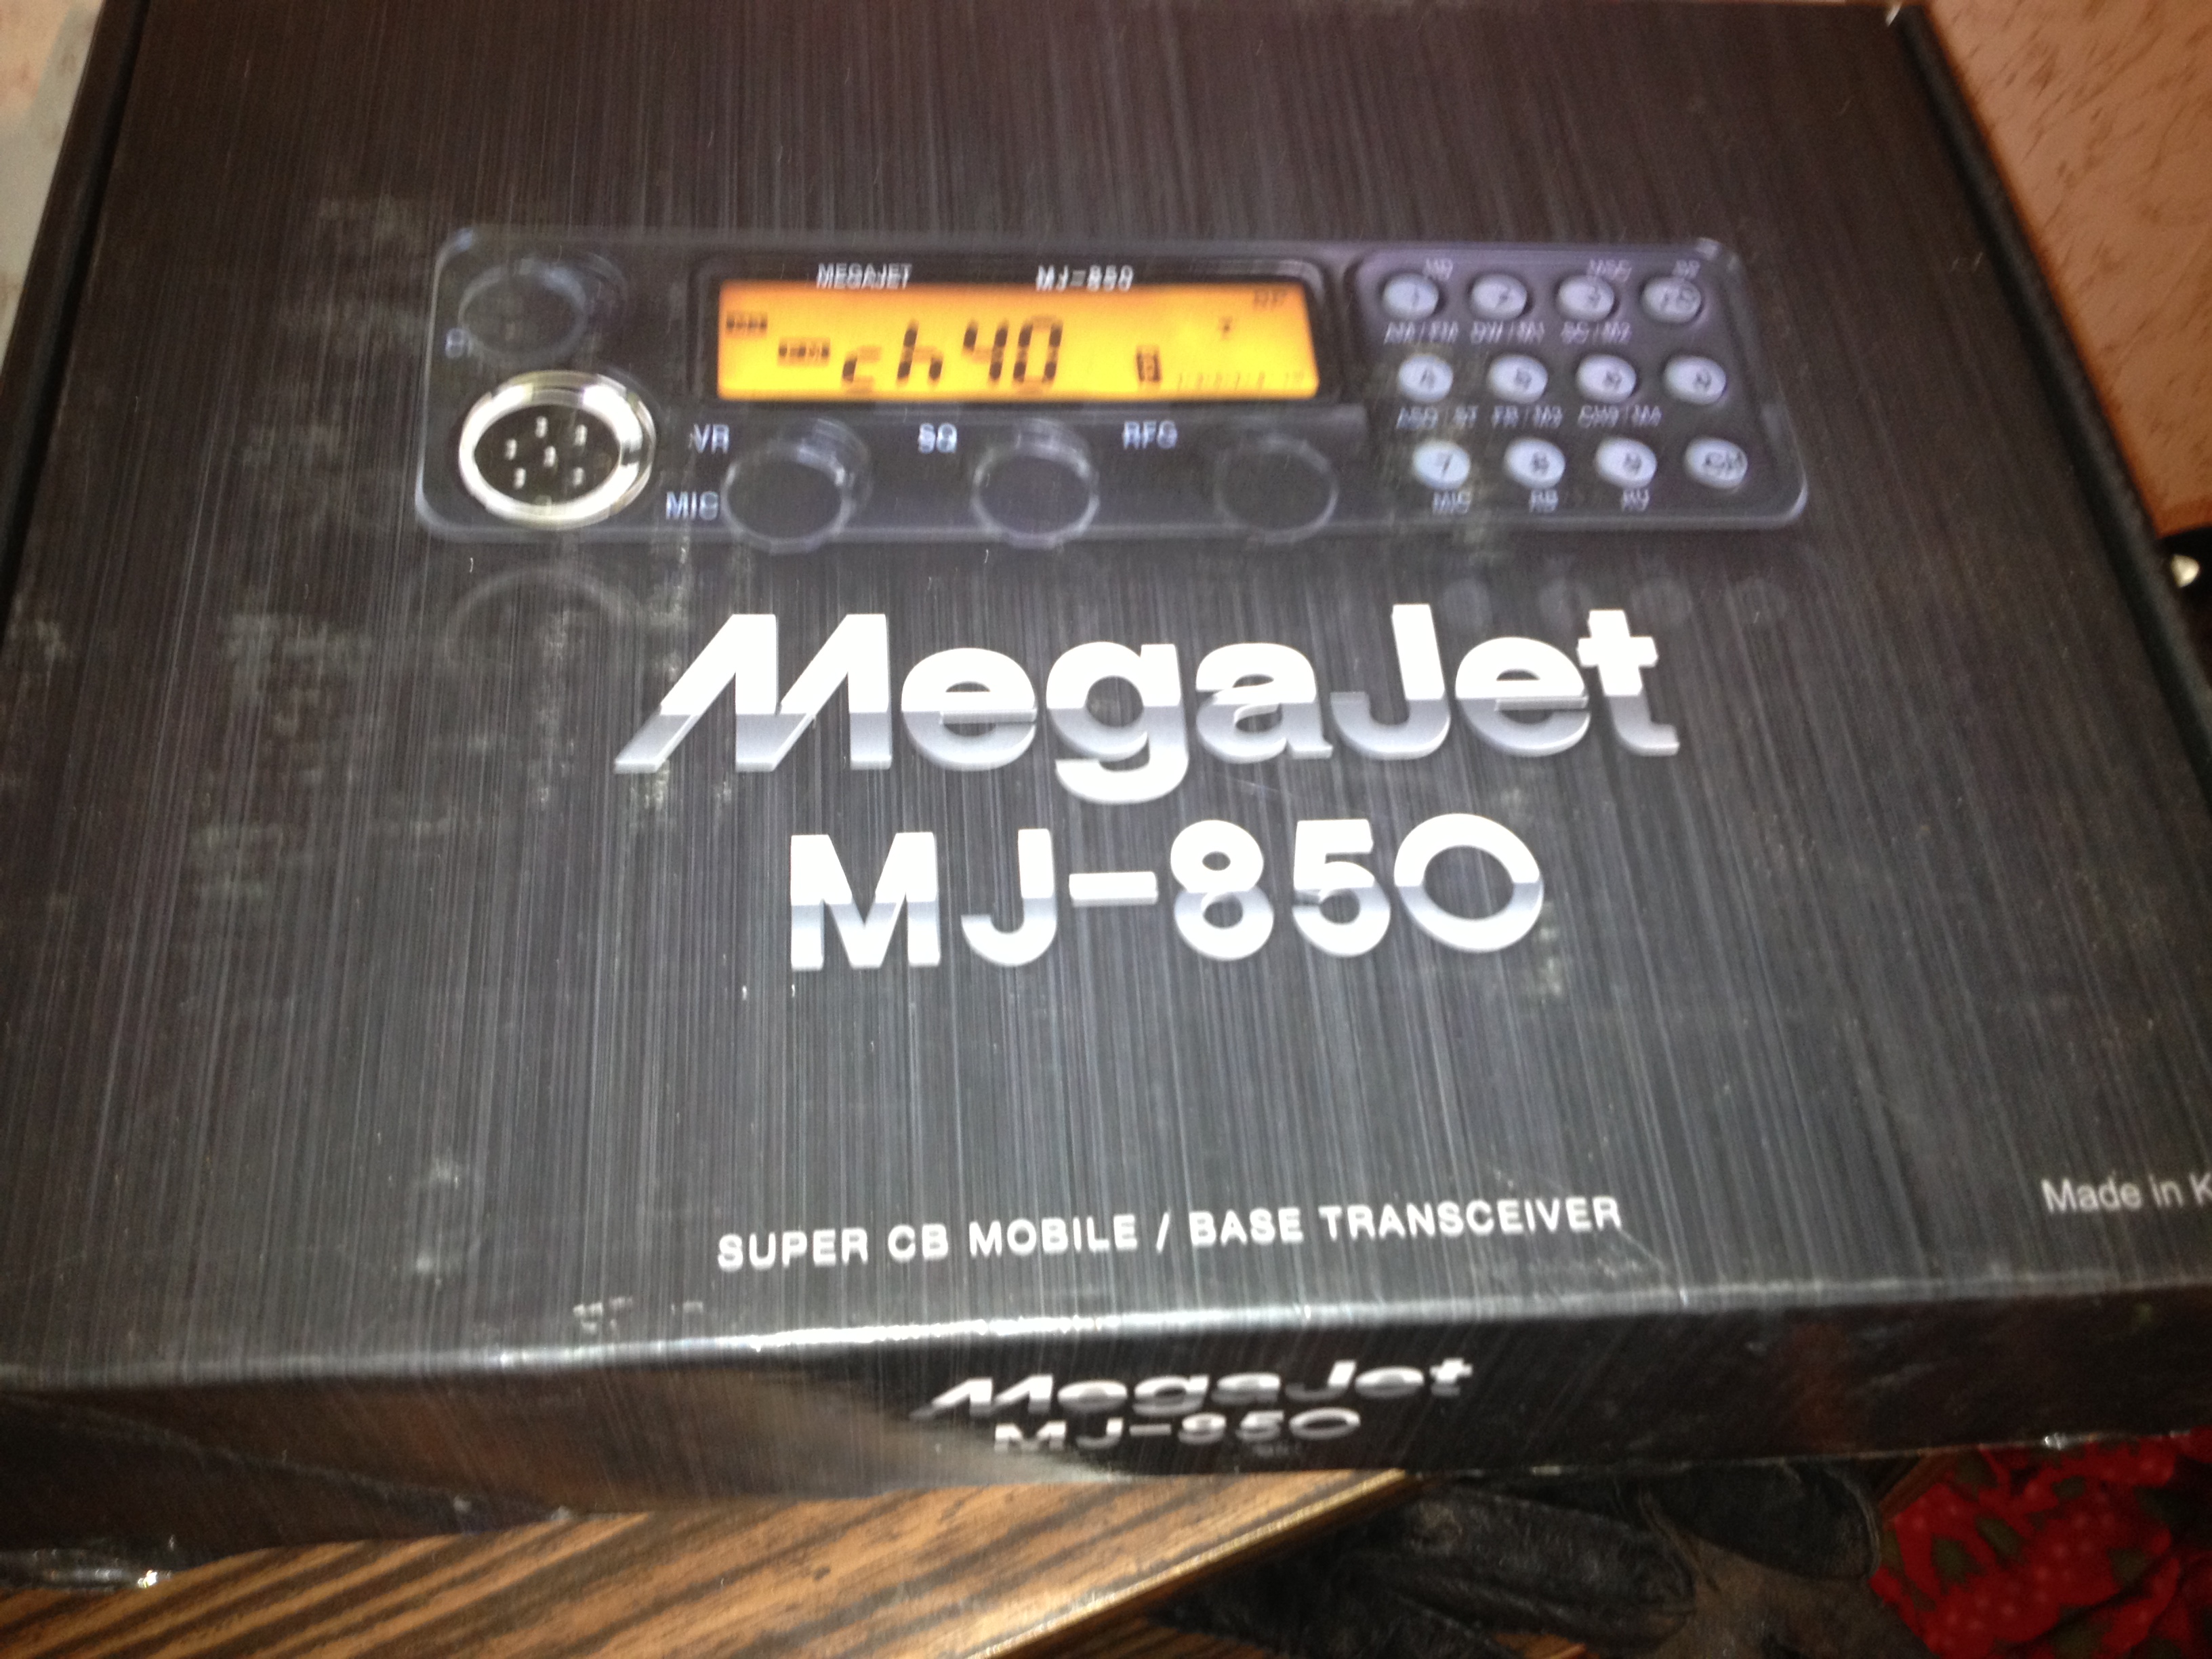 MEGAJET MJ-850
ch40
VR SQ RFG
MIC
MegaJet
MJ-850
Made in K
SUPER CB MOBILE / BASE TRANSCEIVER
MegaJet
MJ-850